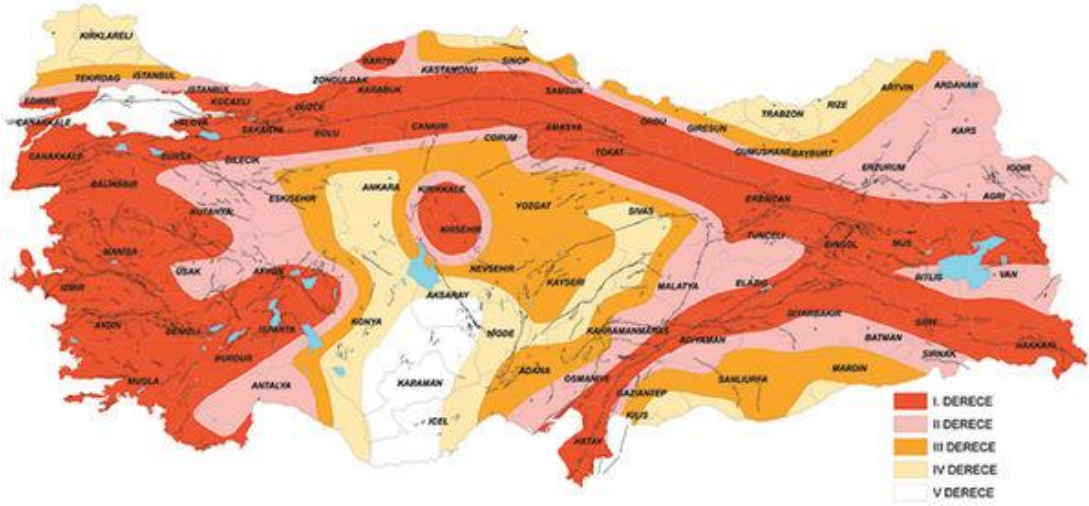 KIRKLARELİ
TEKIRDAG
ISTANBUL
EDIRNE
CANAKKALE
ISTANBUL
KOCAELI
YALOVA
SAKARYA
DUZCE
ZONGULDAK
BARTIN
KARABUK
KASTAMONU
SINOP
SAMSUN
ORDU
GIRESUN
TRABZON
RIZE
ARTVIN
ARDAHAN
KARS
IGDIR
AGRI
ERZURUM
GUMUSHANE
BAYBURT
CANAKKALE
BALIKESIR
BURSA
BILECIK
BOLU
CANKIRI
CORUM
AMASYA
TOKAT
ESKISEHIR
ANKARA
KIRIKKALE
YOZGAT
SIVAS
ERZINCAN
TUNCELI
BINGOL
MUS
KUTAHYA
MANISA
USAK
AFYON
KIRSEHIR
NEVSEHIR
KAYSERI
MALATYA
ELAZIG
BITLIS
VAN
IZMIR
AYDIN
DENIZLI
ISPARTA
KONYA
AKSARAY
NIGDE
KAHRAMANMARAS
ADIYAMAN
DIYARBAKIR
BATMAN
SIIRT
SIRNAK
HAKKARI
MUGLA
BURDUR
ANTALYA
KARAMAN
ICEL
ADANA
OSMANIYE
GAZIANTEP
KILIS
SANLIURFA
MARDIN
HATAY
I. DERECE
II DERECE
III DERECE
IV DERECE
V DERECE